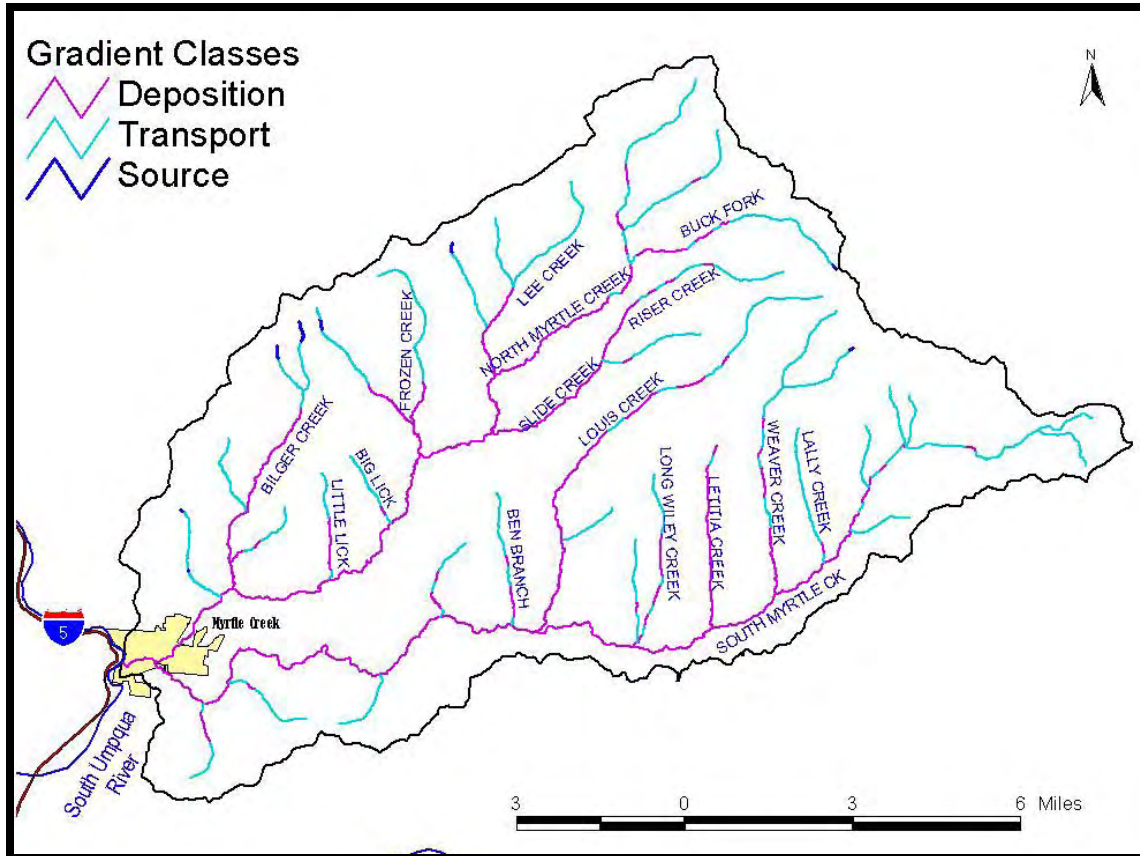 Gradient Classes
Deposition
Transport
Source
N
BUCK FORK
LEE CREEK
NORTH MYRTLE CREEK
RISER CREEK
FROZEN CREEK
SLIDE CREEK
LOUIS CREEK
BILGER CREEK
BIG LICK
LITTLE LICK
BEN BRANCH
LONG WILEY CREEK
LETITIA CREEK
WEAVER CREEK
LALLY CREEK
SOUTH MYRTLE CK
5
Myrtle Creek
South Umpqua
River
3 0 3 6 Miles